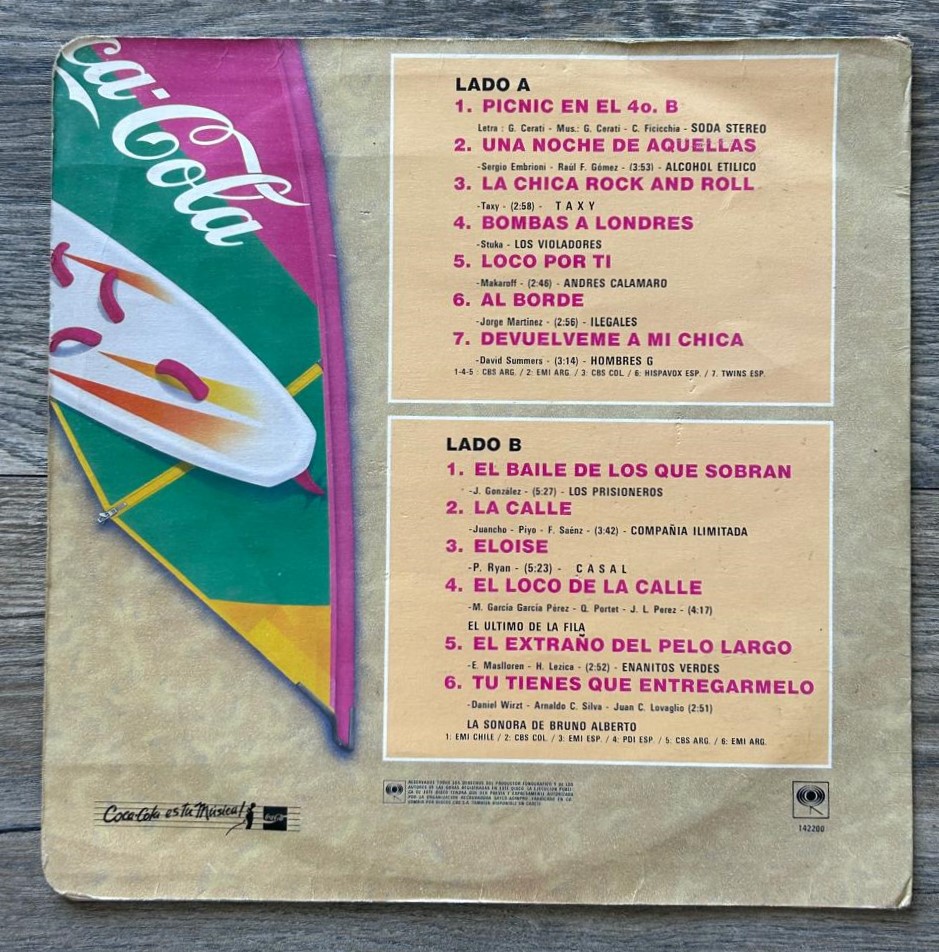 ca-Cola
LADO A
1. PICNIC EN EL 4o. B
Letra : G. Cerati - Mus.: G. Cerati - C. Ficicchia - SODA STEREO
2. UNA NOCHE DE AQUELLAS
-Sergio Embrioni - Raúl F. Gómez - (3:53) - ALCOHOL ETILICO
3. LA CHICA ROCK AND ROLL
-Taxy - (2:58) - T A X Y
4. BOMBAS A LONDRES
-Stuka - LOS VIOLADORES
5. LOCO POR TI
-Makaroff - (2:46) - ANDRES CALAMARO
6. AL BORDE
-Jorge Martínez - (2:56) - ILEGALES
7. DEVUELVEME A MI CHICA
-David Summers - (3:14) - HOMBRES G
1-4-5 : CBS ARG. / 2: EMI ARG. / 3: CBS COL. / 6: HISPAVOX ESP. / 7. TWINS ESP.
LADO B
1. EL BAILE DE LOS QUE SOBRAN
-J. González - (5:27) - LOS PRISIONEROS
2. LA CALLE
-Juancho - Piyo - F. Saénz - (3:42) - COMPAÑIA ILIMITADA
3. ELOISE
-P. Ryan - (5:23) - C A S A L
4. EL LOCO DE LA CALLE
-M. García García Pérez - Q. Portet - J. L. Perez - (4:17)
EL ULTIMO DE LA FILA
5. EL EXTRAÑO DEL PELO LARGO
-E. Maslloren - H. Lezica - (2:52) - ENANITOS VERDES
6. TU TIENES QUE ENTREGARMELO
-Daniel Wirzt - Arnaldo C. Silva - Juan C. Lovaglio (2:51)
LA SONORA DE BRUNO ALBERTO
1: EMI CHILE / 2: CBS COL. / 3: EMI ESP. / 4: PDI ESP. / 5: CBS ARG. / 6: EMI ARG.
Coca-Cola es tu Música!
142200